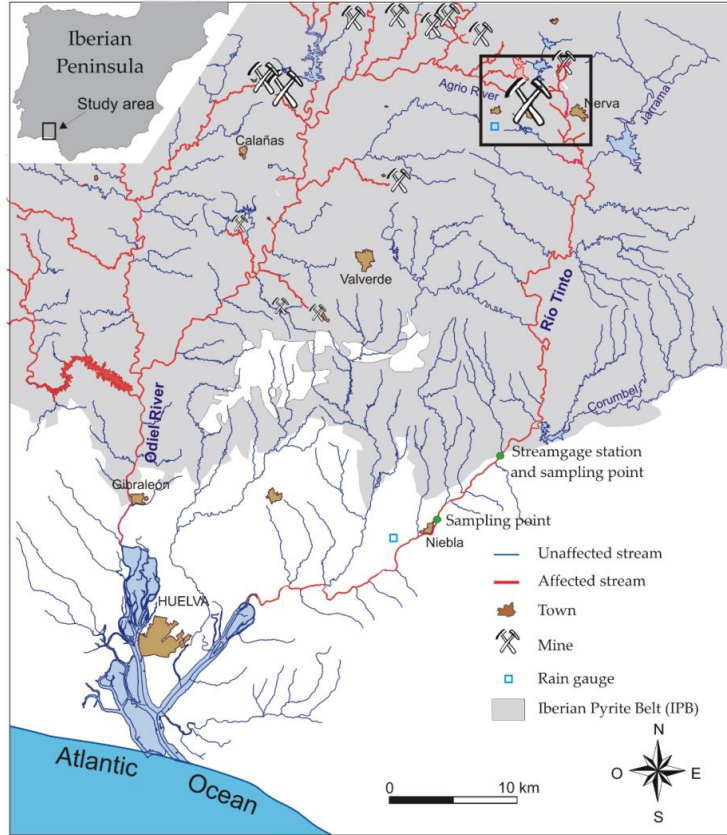 Iberian
Peninsula
Study area
Agrio River
Nerva
Jarrama
Calañas
Valverde
Rio Tinto
Odiel River
Corumbel
Streamgage station
and sampling point
Gibraleón
Sampling point
Niebla
Unaffected stream
Affected stream
HUELVA
Town
Mine
Rain gauge
Iberian Pyrite Belt (IPB)
Atlantic Ocean
0 10 km
N
O E
S